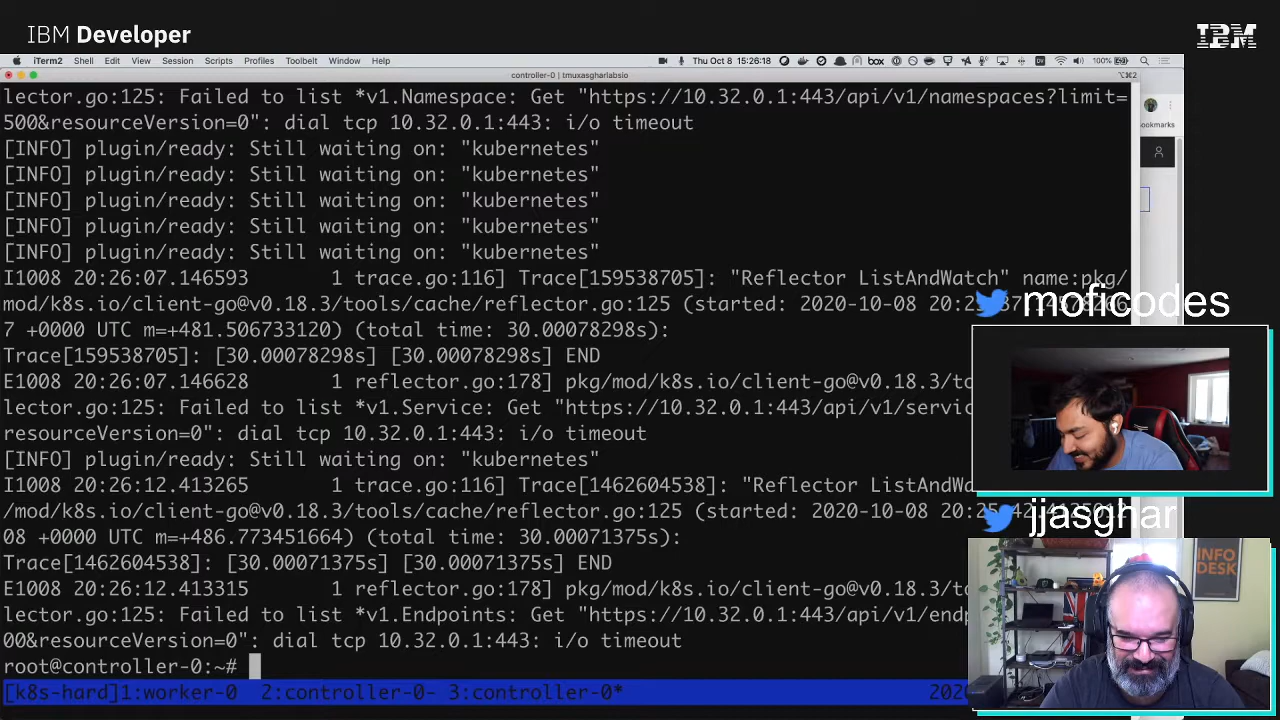 IBM Developer
IBM
iTerm2 Shell Edit View Session Scripts Profiles Toolbelt Window Help
box Thu Oct 8 15:26:18 100%
controller-0 | tmuxasgharlabsio
⌥⌘2
lector.go:125: Failed to list *v1.Namespace: Get "https://10.32.0.1:443/api/v1/namespaces?limit=
500&resourceVersion=0": dial tcp 10.32.0.1:443: i/o timeout
ookmarks
[INFO] plugin/ready: Still waiting on: "kubernetes"
[INFO] plugin/ready: Still waiting on: "kubernetes"
[INFO] plugin/ready: Still waiting on: "kubernetes"
[INFO] plugin/ready: Still waiting on: "kubernetes"
[INFO] plugin/ready: Still waiting on: "kubernetes"
I1008 20:26:07.146593 1 trace.go:116] Trace[159538705]: "Reflector ListAndWatch" name:pkg/
mod/k8s.io/client-go@v0.18.3/tools/cache/reflector.go:125 (started: 2020-10-08
moficodes
7 +0000 UTC m=+481.506733120) (total time: 30.00078298s):
Trace[159538705]: [30.00078298s] [30.00078298s] END
E1008 20:26:07.146628 1 reflector.go:178] pkg/mod/k8s.io/client-go@v0.18.3/to
lector.go:125: Failed to list *v1.Service: Get "https://10.32.0.1:443/api/v1/servic
resourceVersion=0": dial tcp 10.32.0.1:443: i/o timeout
[INFO] plugin/ready: Still waiting on: "kubernetes"
I1008 20:26:12.413265 1 trace.go:116] Trace[1462604538]: "Reflector ListAndWa
/mod/k8s.io/client-go@v0.18.3/tools/cache/reflector.go:125 (started: 2020-10-08
jjasghar
08 +0000 UTC m=+486.773451664) (total time: 30.00071375s):
Trace[1462604538]: [30.00071375s] [30.00071375s] END
E1008 20:26:12.413315 1 reflector.go:178] pkg/mod/k8s.io/client-go@v0.18.3/to
lector.go:125: Failed to list *v1.Endpoints: Get "https://10.32.0.1:443/api/v1/endp
00&resourceVersion=0": dial tcp 10.32.0.1:443: i/o timeout
INFO
DESK
root@controller-0:~#
[k8s-hard]1:worker-0 2:controller-0- 3:controller-0* 202